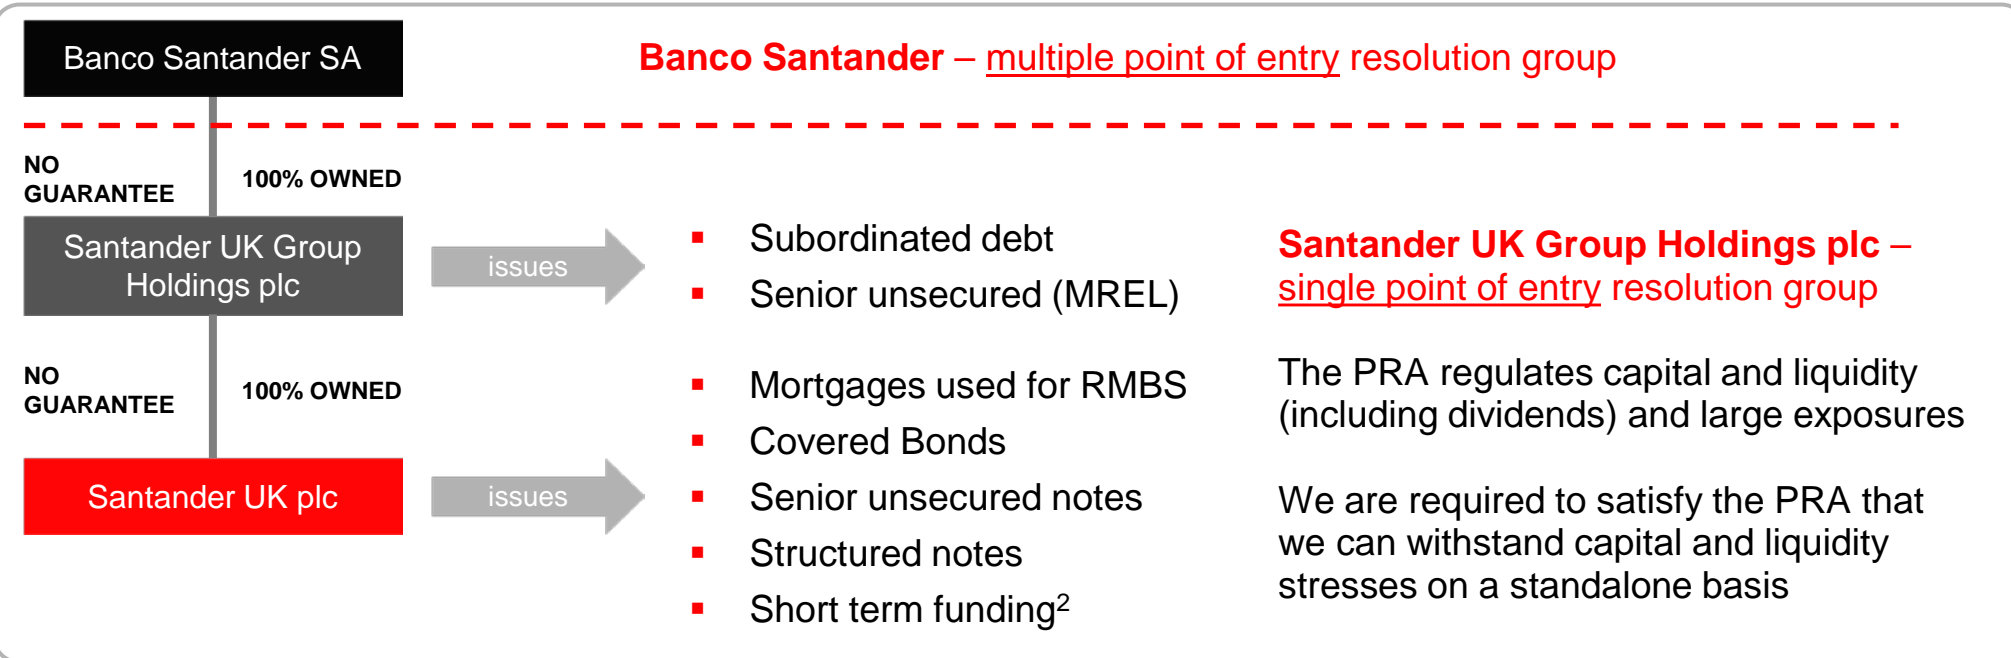 Banco Santander SA
Banco Santander – multiple point of entry resolution group
NO
GUARANTEE
100% OWNED
Santander UK Group
Holdings plc
issues
▪ Subordinated debt
▪ Senior unsecured (MREL)
Santander UK Group Holdings plc –
single point of entry resolution group
NO
GUARANTEE
100% OWNED
Santander UK plc
issues
▪ Mortgages used for RMBS
▪ Covered Bonds
▪ Senior unsecured notes
▪ Structured notes
▪ Short term funding²
The PRA regulates capital and liquidity
(including dividends) and large exposures
We are required to satisfy the PRA that
we can withstand capital and liquidity
stresses on a standalone basis